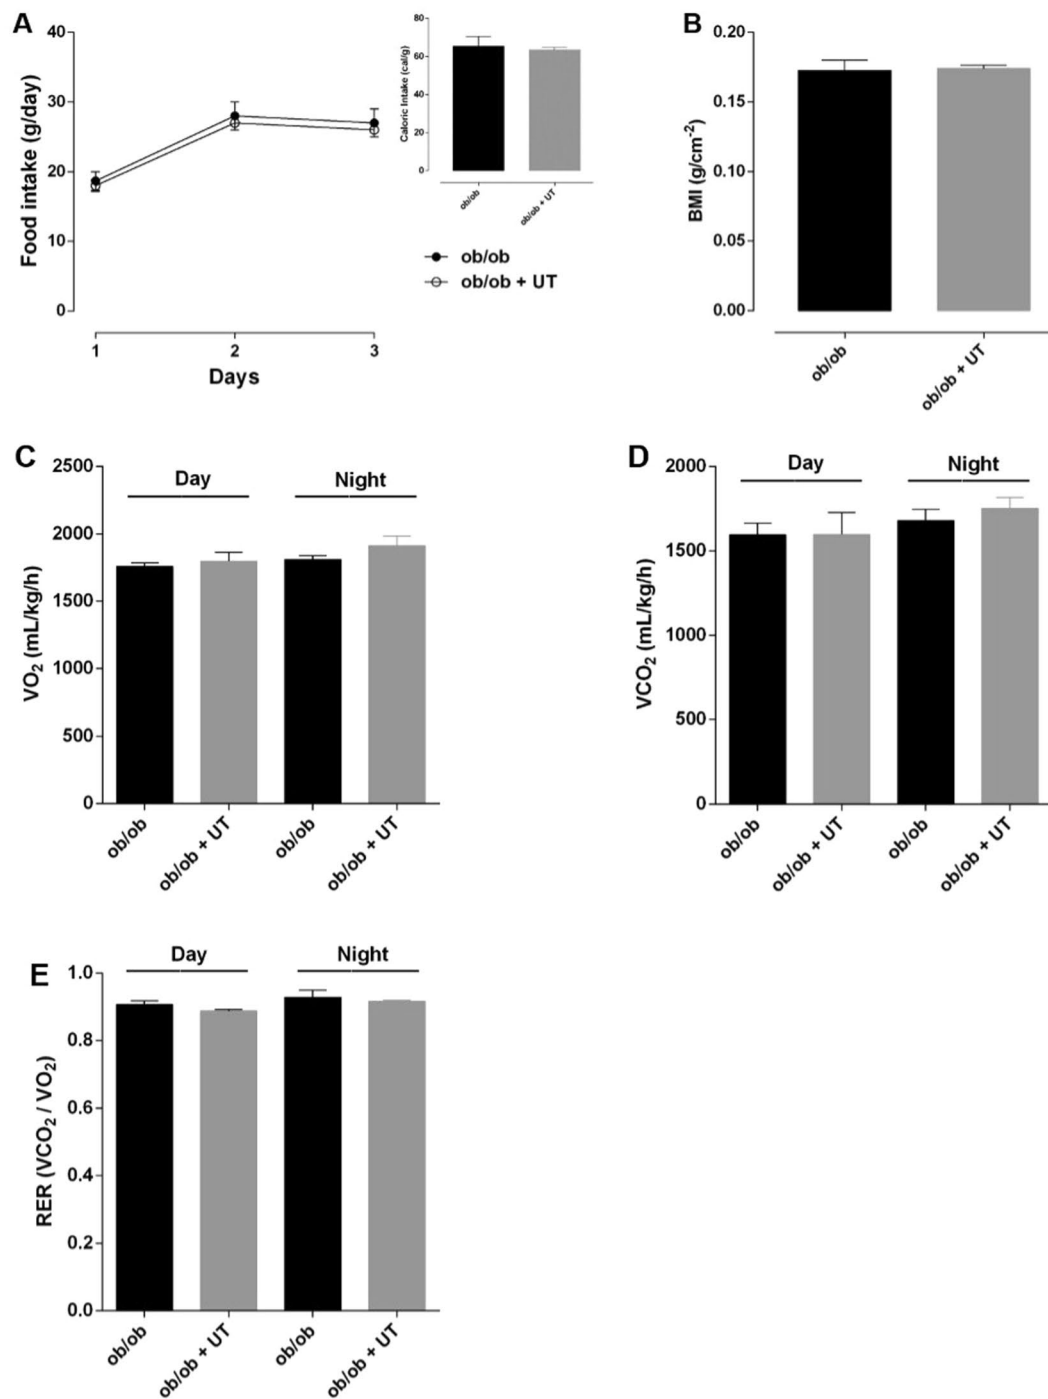 A
Food intake (g/day)
40
30
20
10
0
1 2 3
Days
Caloric Intake (cal/g)
80
60
40
20
0
ob/ob
ob/ob + UT
ob/ob
ob/ob + UT
B
BMI (g/cm⁻²)
0.20
0.15
0.10
0.05
0.00
ob/ob
ob/ob + UT
C
VO₂ (mL/kg/h)
2500
2000
1500
1000
500
0
Day Night
ob/ob
ob/ob + UT
ob/ob
ob/ob + UT
D
VCO₂ (mL/kg/h)
2000
1500
1000
500
0
Day Night
ob/ob
ob/ob + UT
ob/ob
ob/ob + UT
E
RER (VCO₂ / VO₂)
1.0
0.8
0.6
0.4
0.2
0.0
Day Night
ob/ob
ob/ob + UT
ob/ob
ob/ob + UT